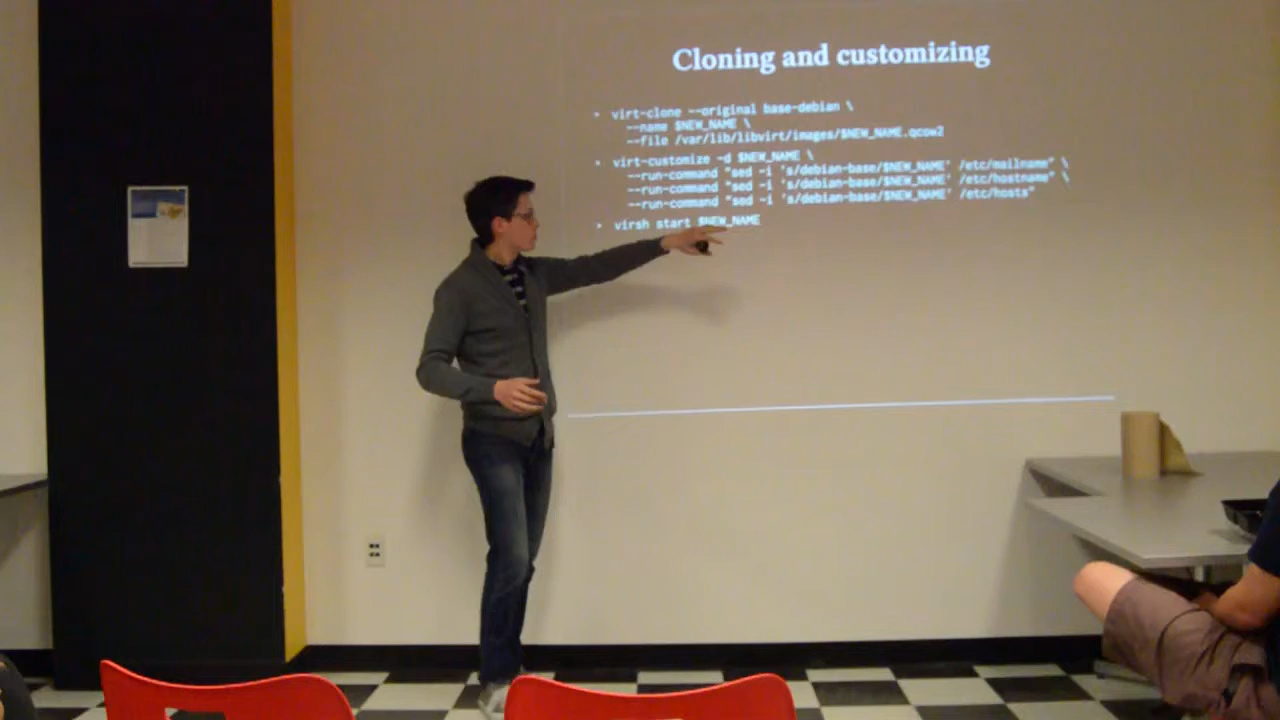 Cloning and customizing
• virt-clone --original base-debian \
--name $NEW_NAME \
--file /var/lib/libvirt/images/$NEW_NAME.qcow2
• virt-customize -d $NEW_NAME \
--run-command "sed -i 's/debian-base/$NEW_NAME' /etc/mailname" \
--run-command "sed -i 's/debian-base/$NEW_NAME' /etc/hostname" \
--run-command "sed -i 's/debian-base/$NEW_NAME' /etc/hosts"
• virsh start $NEW_NAME